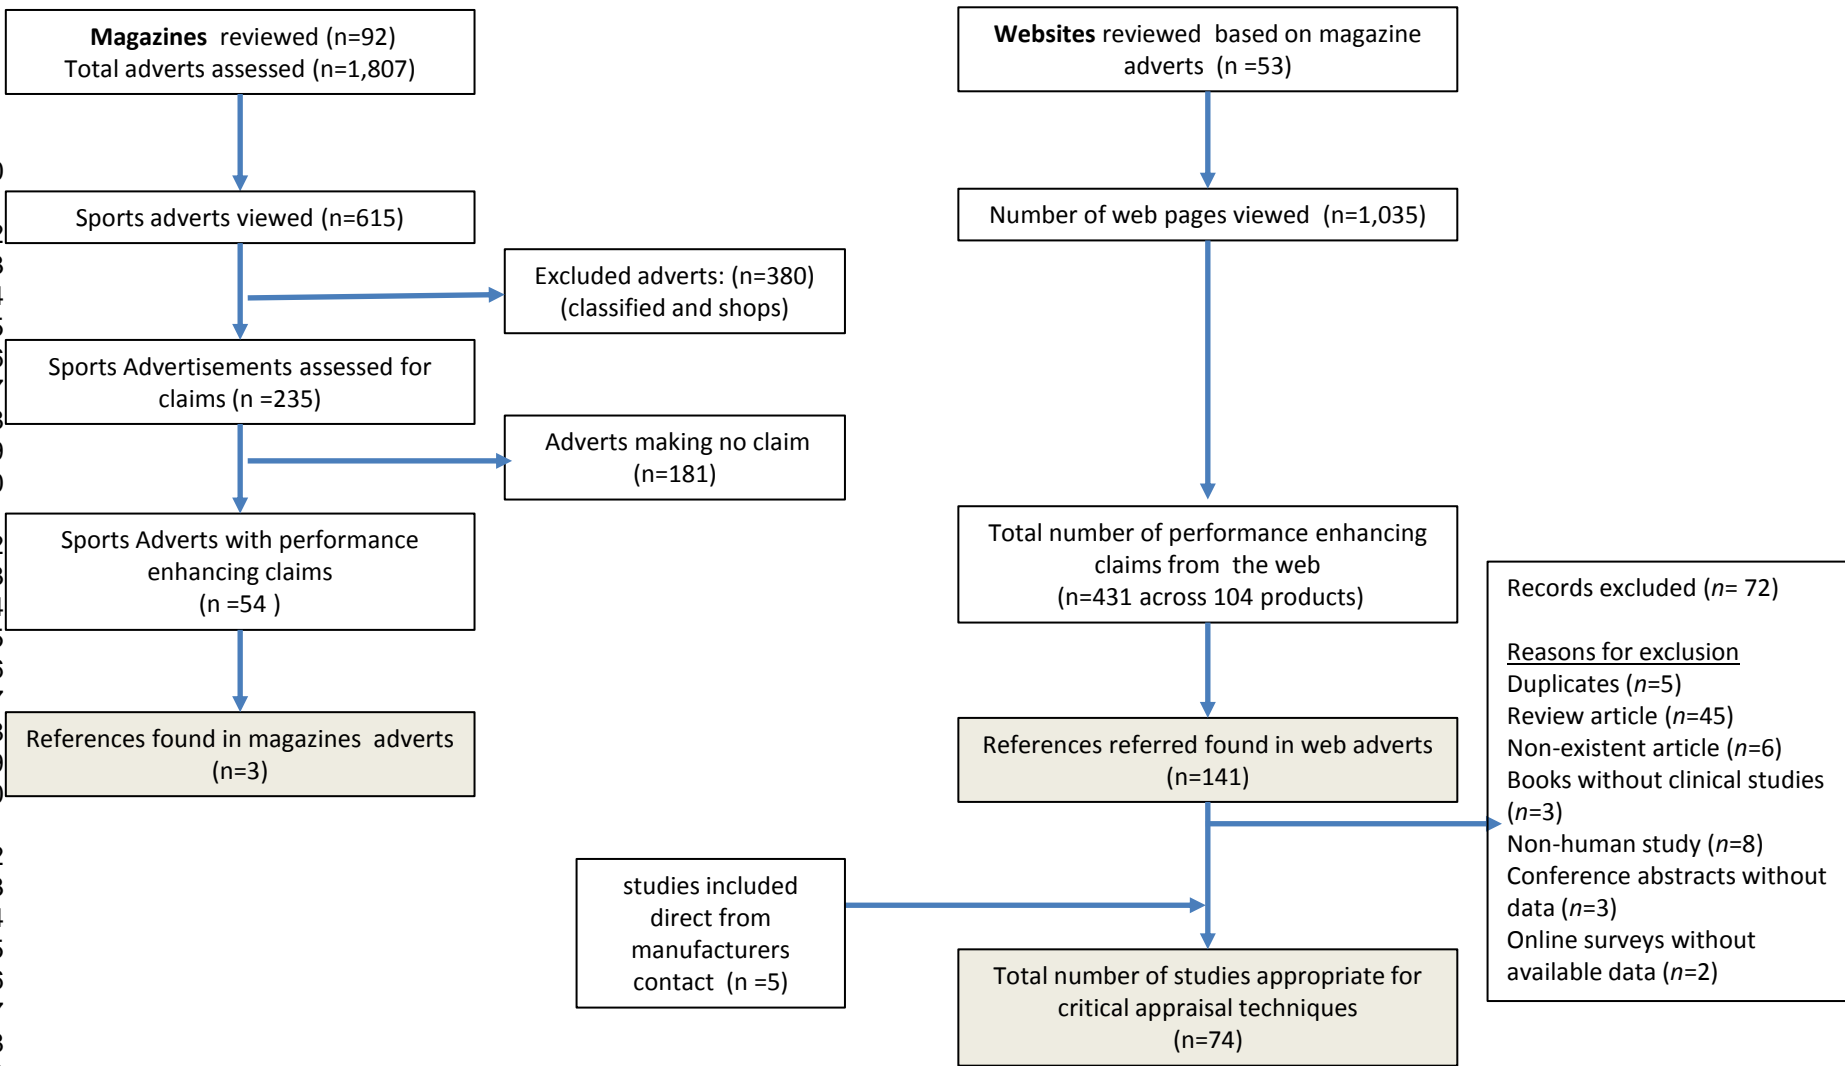 Magazines reviewed (n=92)
Total adverts assessed (n=1,807)
Sports adverts viewed (n=615)
Excluded adverts: (n=380)
(classified and shops)
Sports Advertisements assessed for
claims (n =235)
Adverts making no claim
(n=181)
Sports Adverts with performance
enhancing claims
(n =54 )
References found in magazines adverts
(n=3)
Websites reviewed based on magazine
adverts (n =53)
Number of web pages viewed (n=1,035)
Total number of performance enhancing
claims from the web
(n=431 across 104 products)
References referred found in web adverts
(n=141)
Records excluded (n= 72)
Reasons for exclusion
Duplicates (n=5)
Review article (n=45)
Non-existent article (n=6)
Books without clinical studies
(n=3)
Non-human study (n=8)
Conference abstracts without
data (n=3)
Online surveys without
available data (n=2)
studies included
direct from
manufacturers
contact (n =5)
Total number of studies appropriate for
critical appraisal techniques
(n=74)